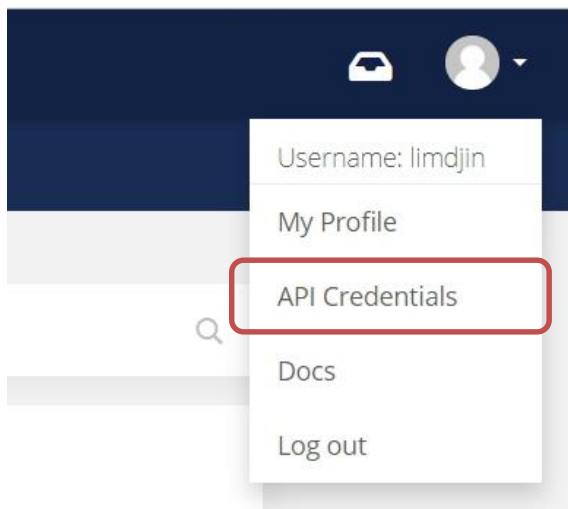 Username: limdjin
My Profile
API Credentials
Docs
Log out